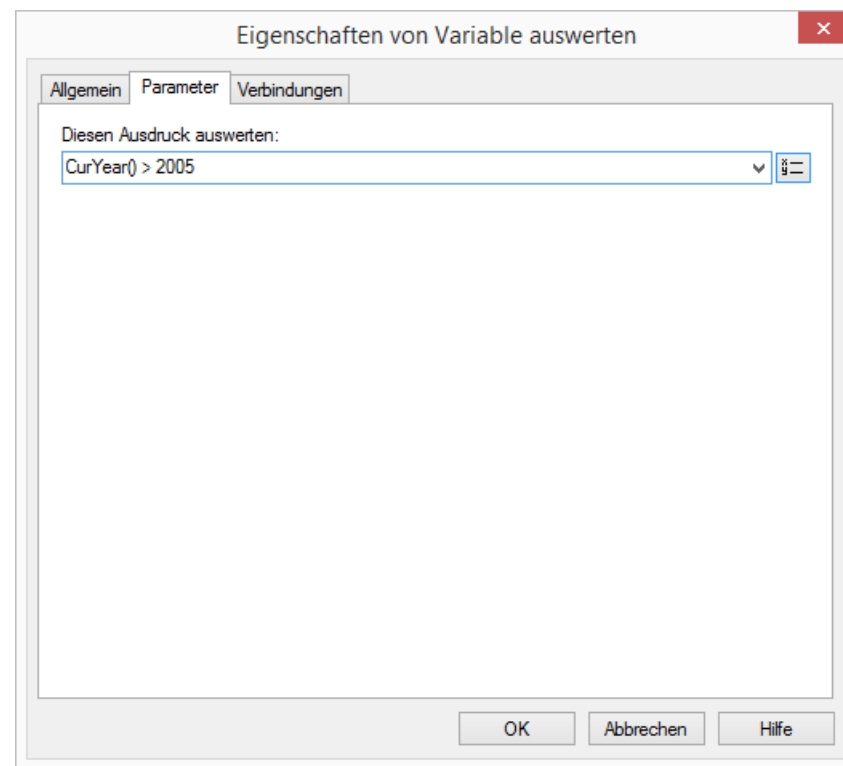 Eigenschaften von Variable auswerten
Allgemein Parameter Verbindungen
Diesen Ausdruck auswerten:
CurYear() > 2005
OK Abbrechen Hilfe